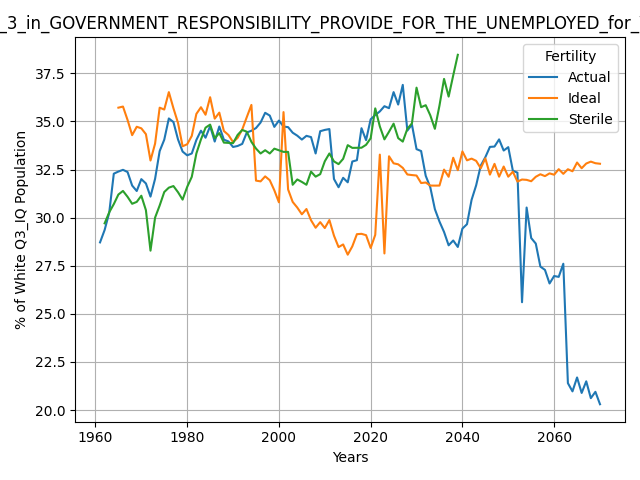 _3_in_GOVERNMENT_RESPONSIBILITY_PROVIDE_FOR_THE_UNEMPLOYED_for_
Fertility
Actual
Ideal
Sterile
37.5
35.0
32.5
30.0
27.5
25.0
22.5
20.0
% of White Q3_IQ Population
1960
1980
2000
2020
2040
2060
Years